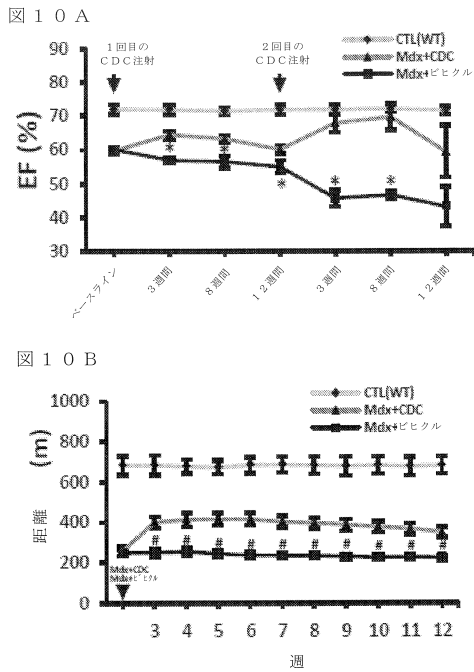 図１０Ａ
１回目の
ＣＤＣ注射
２回目の
ＣＤＣ注射
CTL(WT)
Mdx+CDC
Mdx+ビヒクル
EF (%)
90
80
70
60
50
40
30
*
*
*
*
*
ベースライン
３週間
８週間
１２週間
３週間
８週間
１２週間
図１０Ｂ
CTL(WT)
Mdx+CDC
Mdx+ビヒクル
距離 (m)
1000
800
600
400
200
0
# # # # # # # # # #
Mdx+CDC
Mdx+ビヒクル
3 4 5 6 7 8 9 10 11 12
週